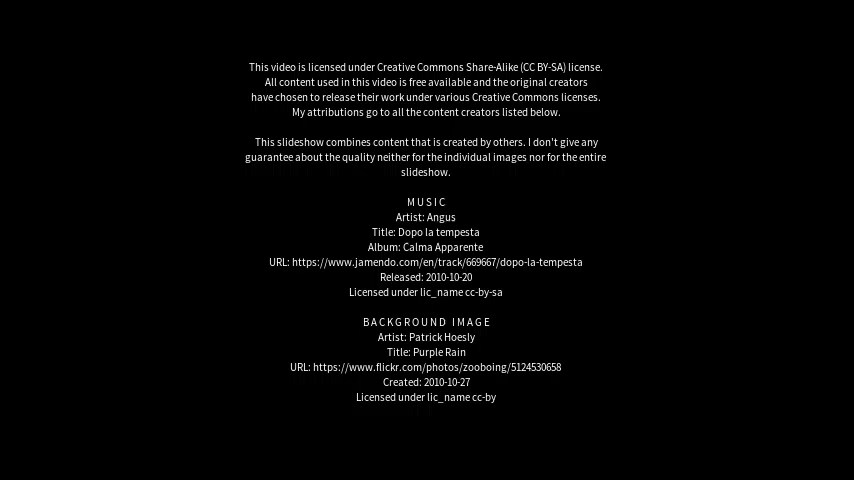 This video is licensed under Creative Commons Share-Alike (CC BY-SA) license.
All content used in this video is free available and the original creators
have chosen to release their work under various Creative Commons licenses.
My attributions go to all the content creators listed below.
This slideshow combines content that is created by others. I don't give any
guarantee about the quality neither for the individual images nor for the entire
slideshow.
MUSIC
Artist: Angus
Title: Dopo la tempesta
Album: Calma Apparente
URL: https://www.jamendo.com/en/track/669667/dopo-la-tempesta
Released: 2010-10-20
Licensed under lic_name cc-by-sa
BACKGROUND IMAGE
Artist: Patrick Hoesly
Title: Purple Rain
URL: https://www.flickr.com/photos/zooboing/5124530658
Created: 2010-10-27
Licensed under lic_name cc-by